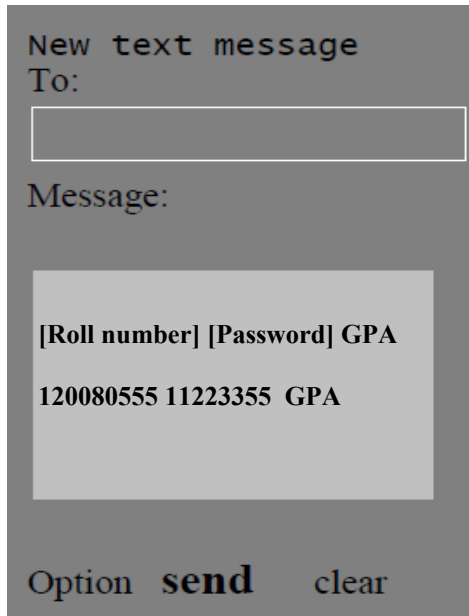 New text message
To:
Message:
[Roll number] [Password] GPA
120080555 11223355 GPA
Option send clear